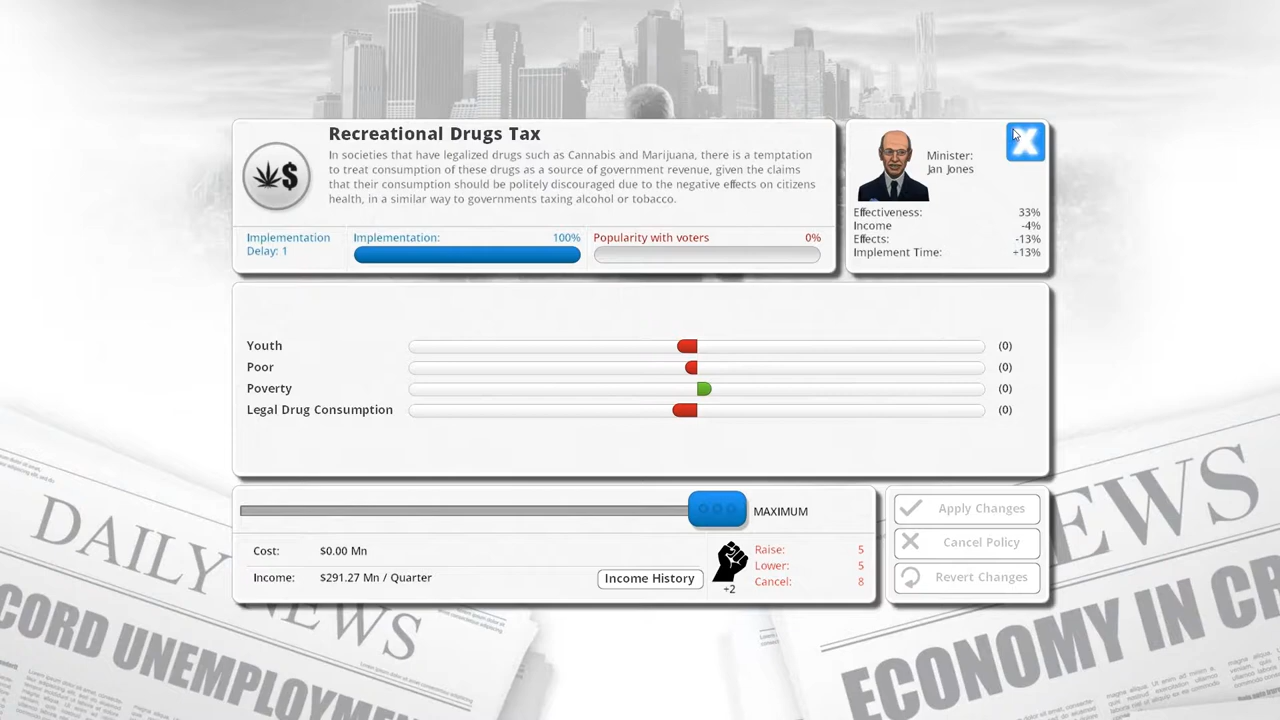 Recreational Drugs Tax
In societies that have legalized drugs such as Cannabis and Marijuana, there is a temptation
to treat consumption of these drugs as a source of government revenue, given the claims
that their consumption should be politely discouraged due to the negative effects on citizens
health, in a similar way to governments taxing alcohol or tobacco.
Implementation
Delay: 1
Implementation: 100%
Popularity with voters 0%
Minister:
Jan Jones
X
Effectiveness: 33%
Income -4%
Effects: -13%
Implement Time: +13%
Youth (0)
Poor (0)
Poverty (0)
Legal Drug Consumption (0)
MAXIMUM
Cost: $0.00 Mn
Income: $291.27 Mn / Quarter
Income History
+2
Raise: 5
Lower: 5
Cancel: 8
Apply Changes
Cancel Policy
Revert Changes
DAILY NEWS
CORD UNEMPLOYME
EWS
ECONOMY IN CR